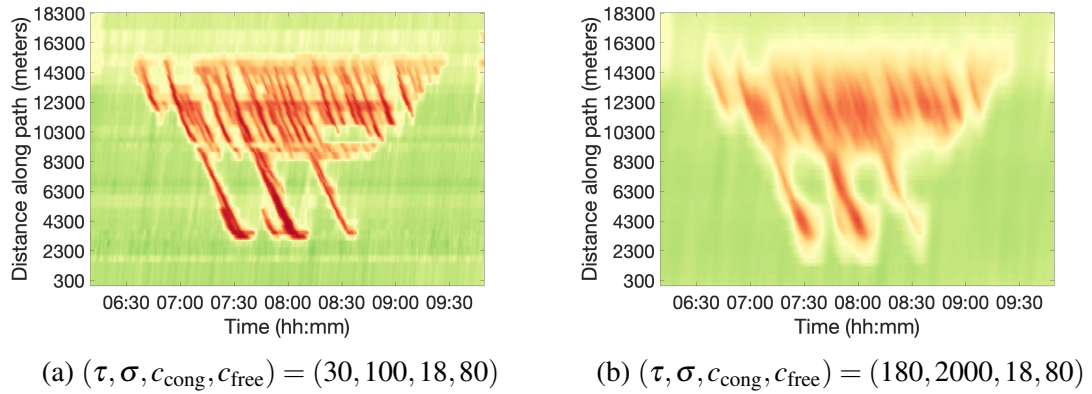 18300
16300
14300
12300
10300
8300
6300
4300
2300
300
Distance along path (meters)
06:30 07:00 07:30 08:00 08:30 09:00 09:30
Time (hh:mm)
(a) (τ, σ, c_cong, c_free) = (30, 100, 18, 80)
18300
16300
14300
12300
10300
8300
6300
4300
2300
300
Distance along path (meters)
06:30 07:00 07:30 08:00 08:30 09:00 09:30
Time (hh:mm)
(b) (τ, σ, c_cong, c_free) = (180, 2000, 18, 80)